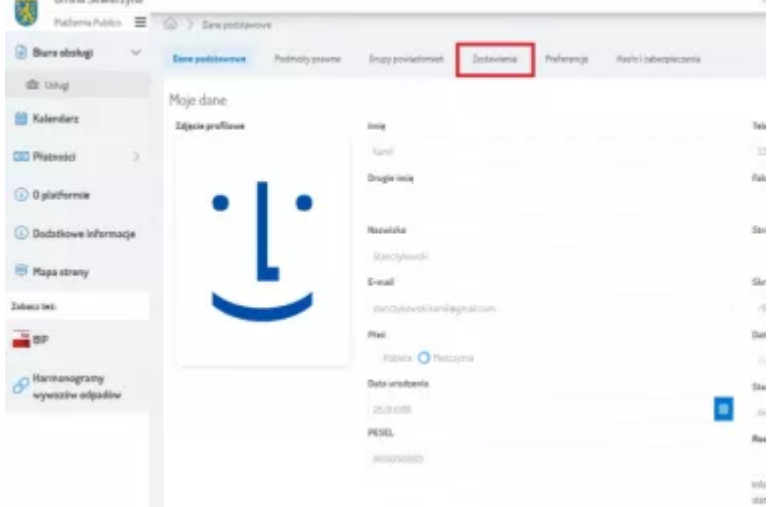 Platforma Publico
Dane podstawowe
Biuro obsługi
Dane podstawowe
Podmioty prawne
Grupy powiadomień
Zestawienia
Preferencje
Hasło i zabezpieczenia
Usługi
Moje dane
Kalendarz
Zdjęcie profilowe
Imię
Kamil
Płatności
Drugie imię
O platformie
Dodatkowe informacje
Nazwisko
Mapa strony
E-mail
Zobacz też:
BIP
Płeć
Kobieta
Mężczyzna
Harmonogramy
wywozów odpadów
Data urodzenia
PESEL